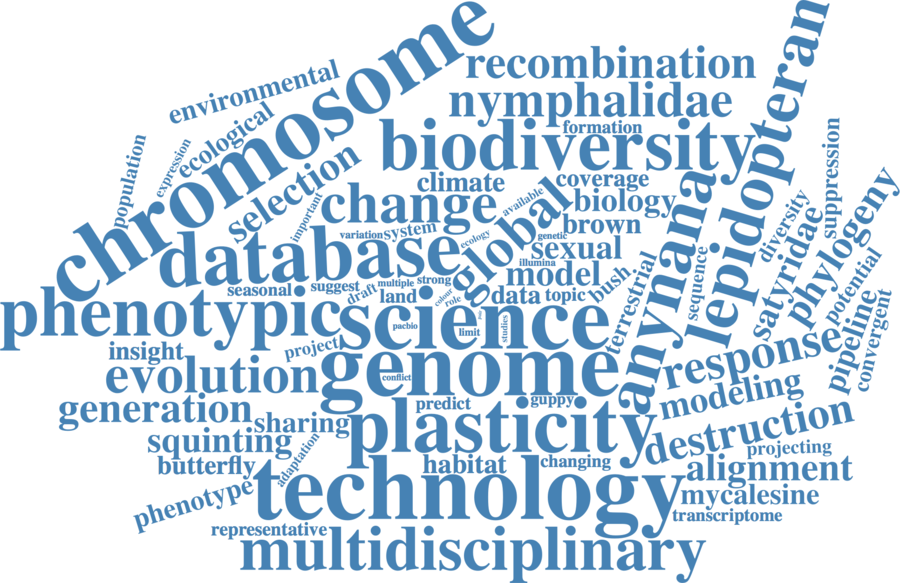 chromosome
recombination
lepidopteran
environmental
nymphalidae
ecological
biodiversity
formation
population
expression
selection
climate
coverage
suppression
change
available
biology
anynana
important
global
brown
diversity
satyridae
phylogeny
variation
system
ecology
genetic
sexual
database
illumina
model
bush
terrestrial
sequence
potential
seasonal
suggest
draft
multiple
strong
land
colour
role
data
topic
phenotypic
science
pacbio
limit
studies
pipeline
convergent
insight
project
genome
response
evolution
conflict
modeling
generation
predict
guppy
sharing
plasticity
destruction
squinting
adaptation
projecting
butterfly
habitat
changing
alignment
phenotype
technology
mycalesine
representative
transcriptome
multidisciplinary